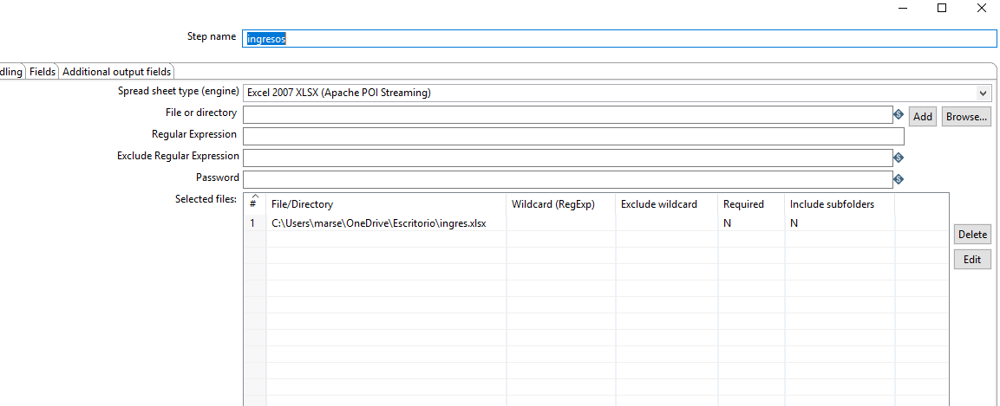 Step name ingresos
dling Fields Additional output fields
Spread sheet type (engine) Excel 2007 XLSX (Apache POI Streaming)
File or directory Add Browse...
Regular Expression
Exclude Regular Expression
Password
Selected files:
# File/Directory Wildcard (RegExp) Exclude wildcard Required Include subfolders
1 C:\Users\marse\OneDrive\Escritorio\ingres.xlsx N N
Delete
Edit